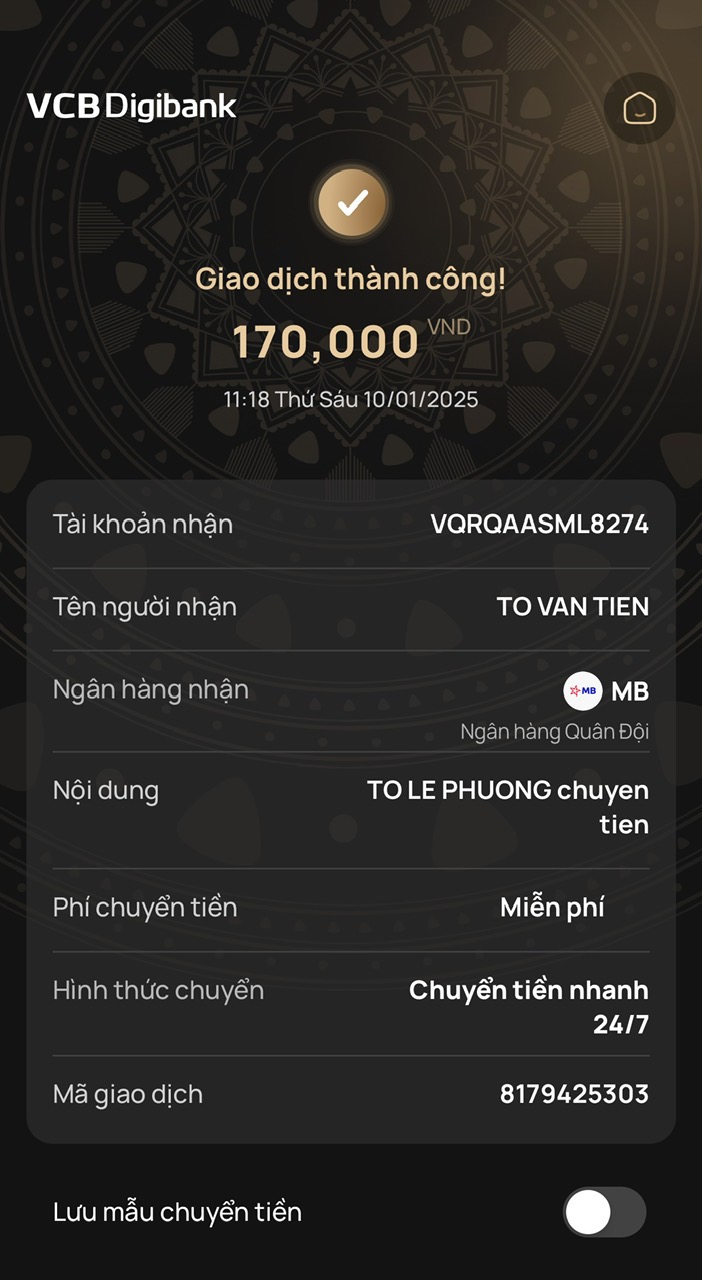 VCB Digibank
Giao dịch thành công!
170,000 VND
11:18 Thứ Sáu 10/01/2025
Tài khoản nhận VQRQAASML8274
Tên người nhận TO VAN TIEN
Ngân hàng nhận MB MB
Ngân hàng Quân Đội
Nội dung TO LE PHUONG chuyen
tien
Phí chuyển tiền Miễn phí
Hình thức chuyển Chuyển tiền nhanh
24/7
Mã giao dịch 8179425303
Lưu mẫu chuyển tiền